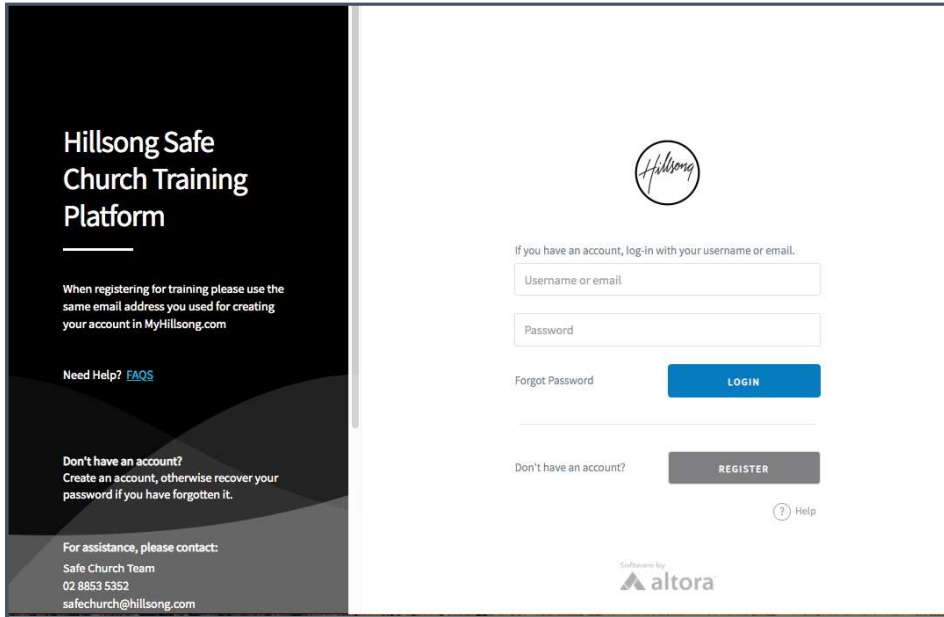 Hillsong Safe
Church Training
Platform
When registering for training please use the
same email address you used for creating
your account in MyHillsong.com
Need Help? FAQS
Don't have an account?
Create an account, otherwise recover your
password if you have forgotten it.
For assistance, please contact:
Safe Church Team
02 8853 5352
safechurch@hillsong.com
Hillsong
If you have an account, log-in with your username or email.
Username or email
Password
Forgot Password
LOGIN
Don't have an account?
REGISTER
? Help
Software by
altora